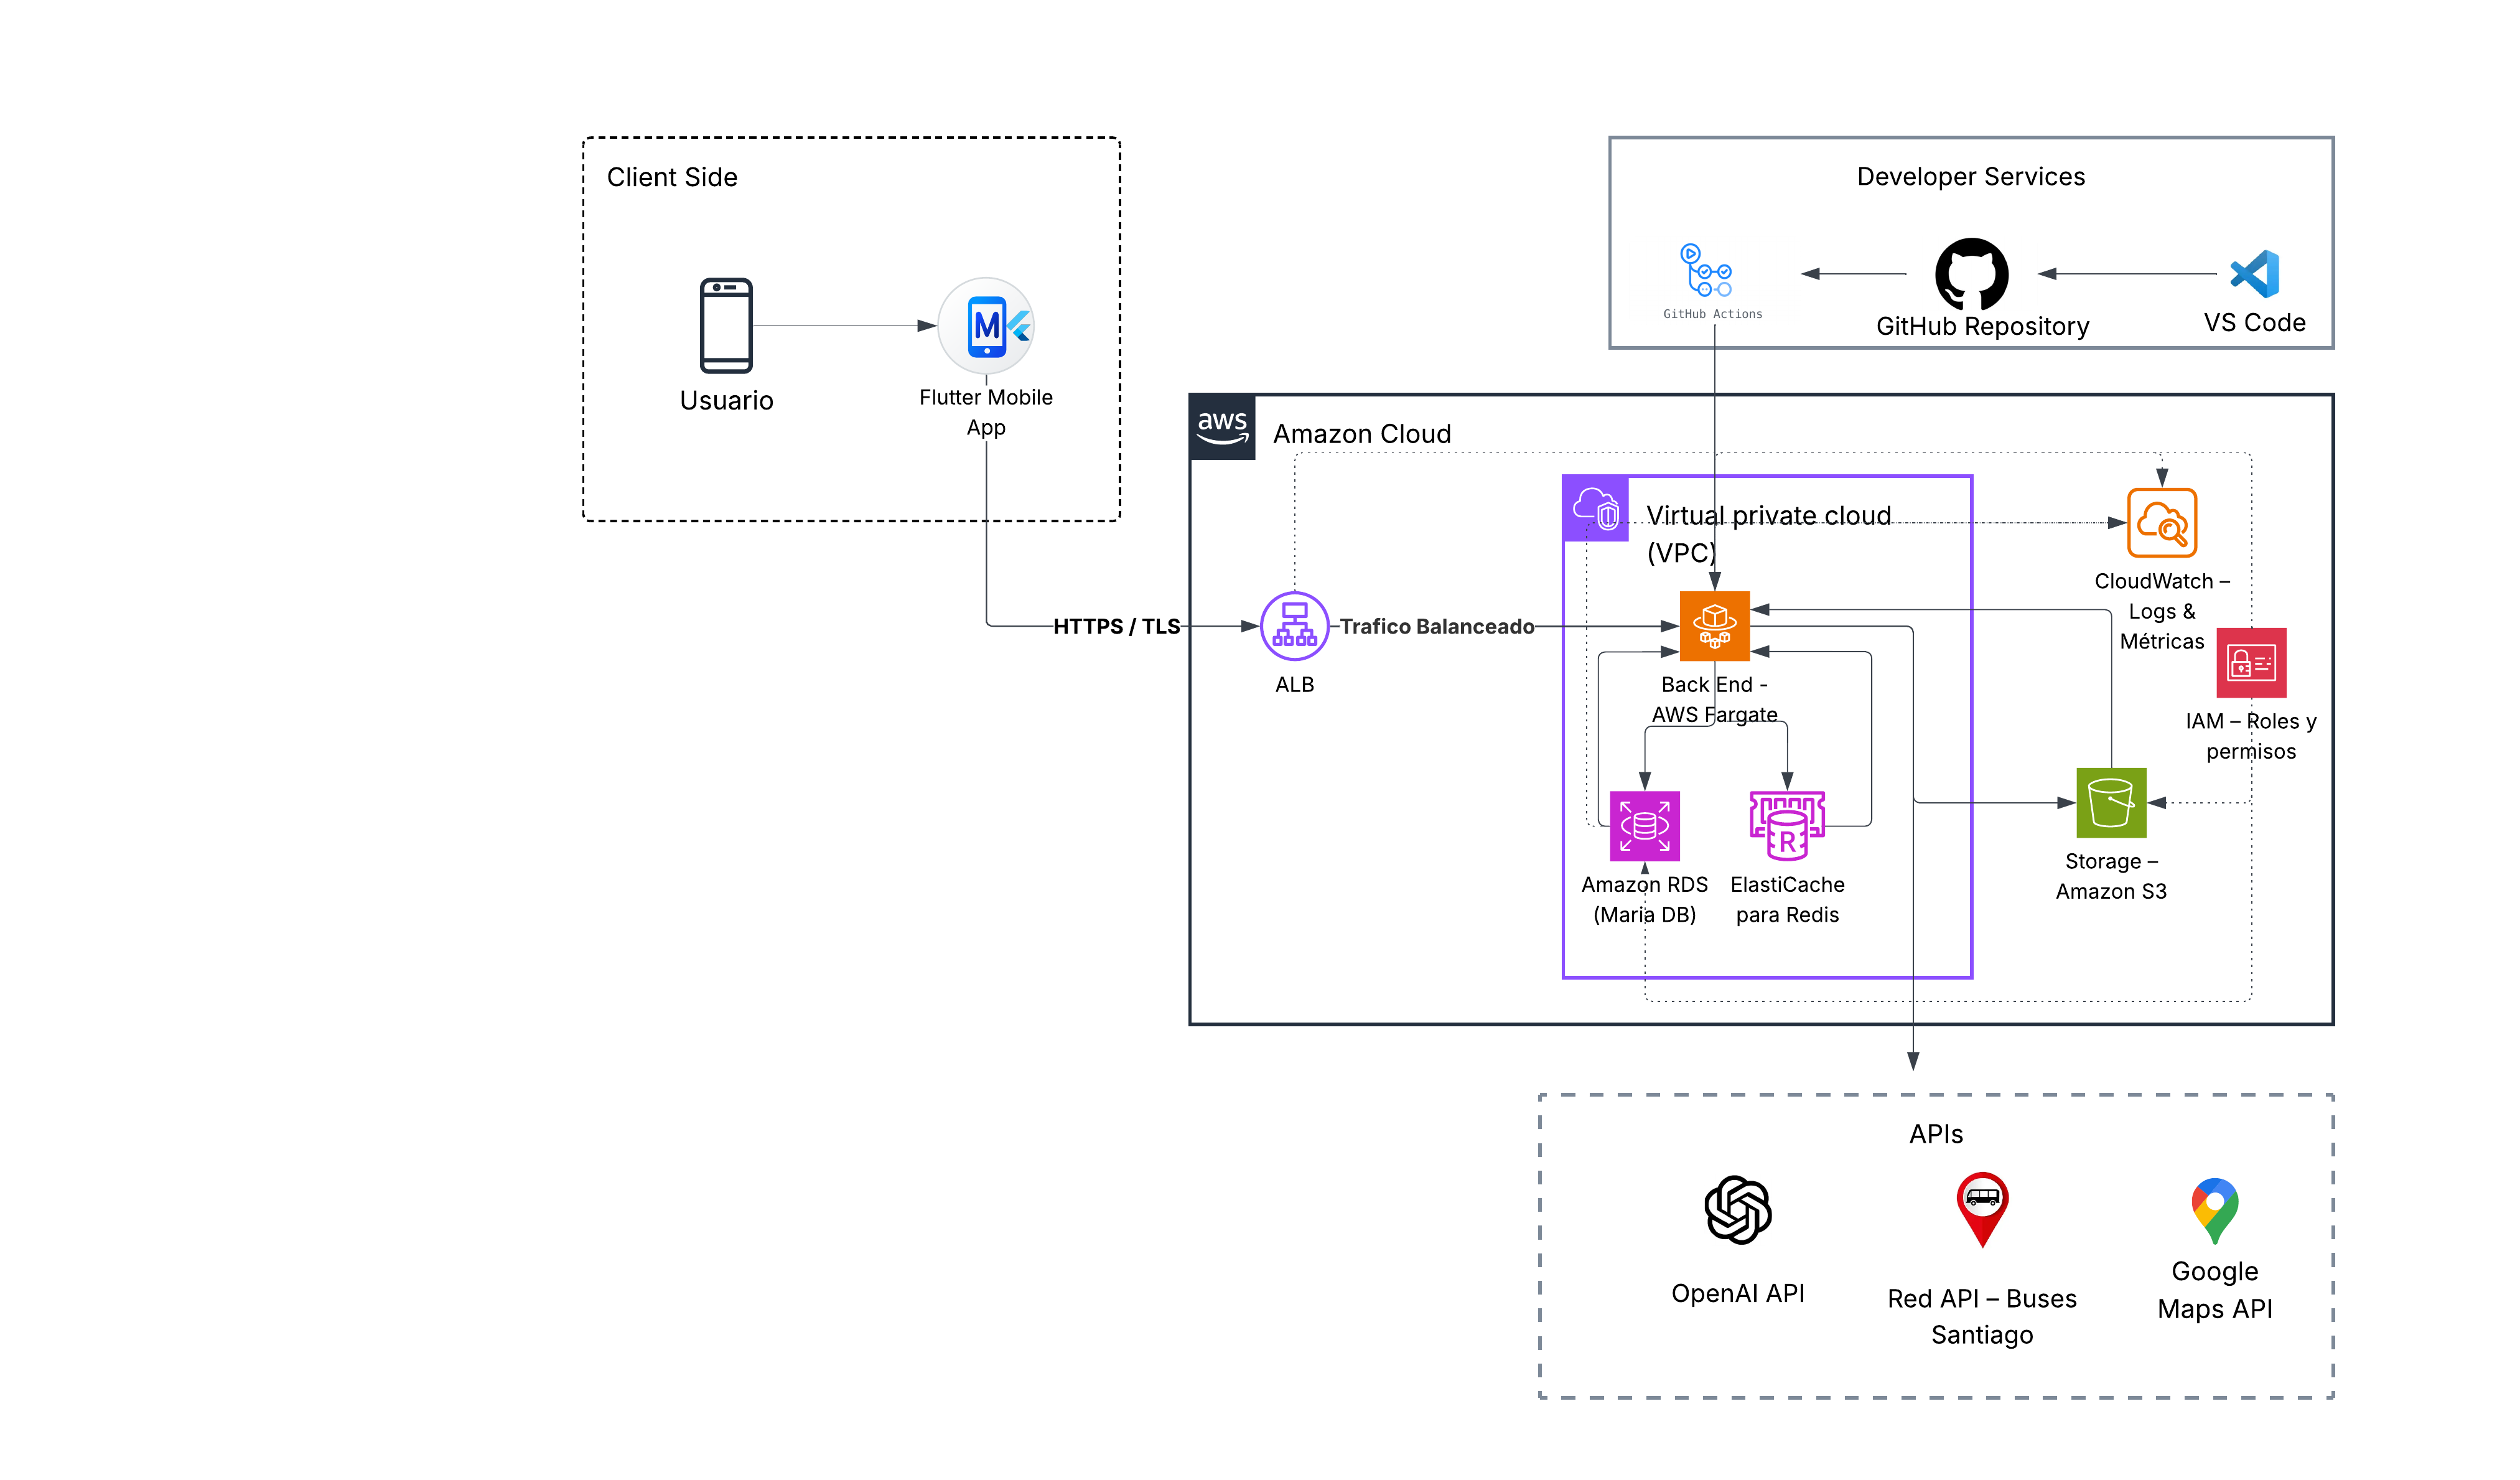 Client Side
Usuario
Flutter Mobile
App
Developer Services
GitHub Actions
GitHub Repository
VS Code
aws
Amazon Cloud
Virtual private cloud
(VPC)
CloudWatch –
Logs &
Métricas
HTTPS / TLS
ALB
Trafico Balanceado
Back End -
AWS Fargate
IAM – Roles y
permisos
Amazon RDS
(Maria DB)
R
ElastiCache
para Redis
Storage –
Amazon S3
APIs
OpenAI API
Red API – Buses
Santiago
Google
Maps API
M